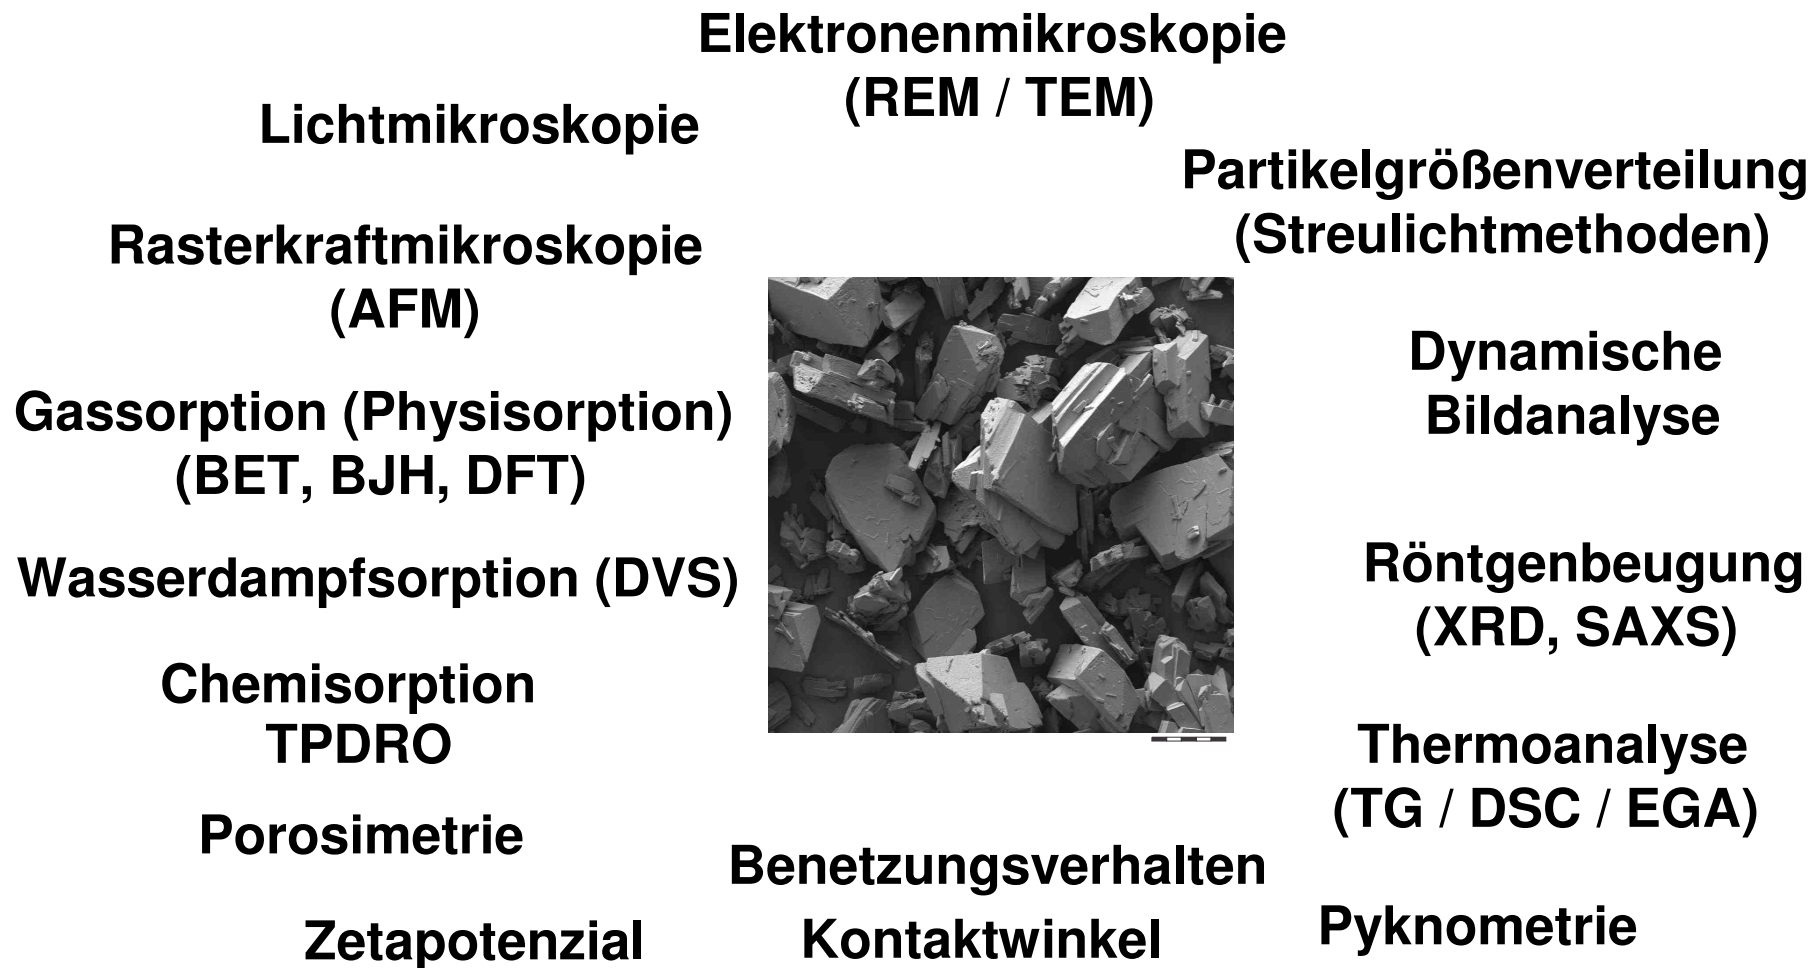 Elektronenmikroskopie
(REM / TEM)
Lichtmikroskopie
Partikelgrößenverteilung
(Streulichtmethoden)
Rasterkraftmikroskopie
(AFM)
Dynamische
Bildanalyse
Gassorption (Physisorption)
(BET, BJH, DFT)
Wasserdampfsorption (DVS)
Röntgenbeugung
(XRD, SAXS)
Chemisorption
TPDRO
Thermoanalyse
(TG / DSC / EGA)
Porosimetrie
Benetzungsverhalten
Kontaktwinkel
Zetapotenzial
Pyknometrie